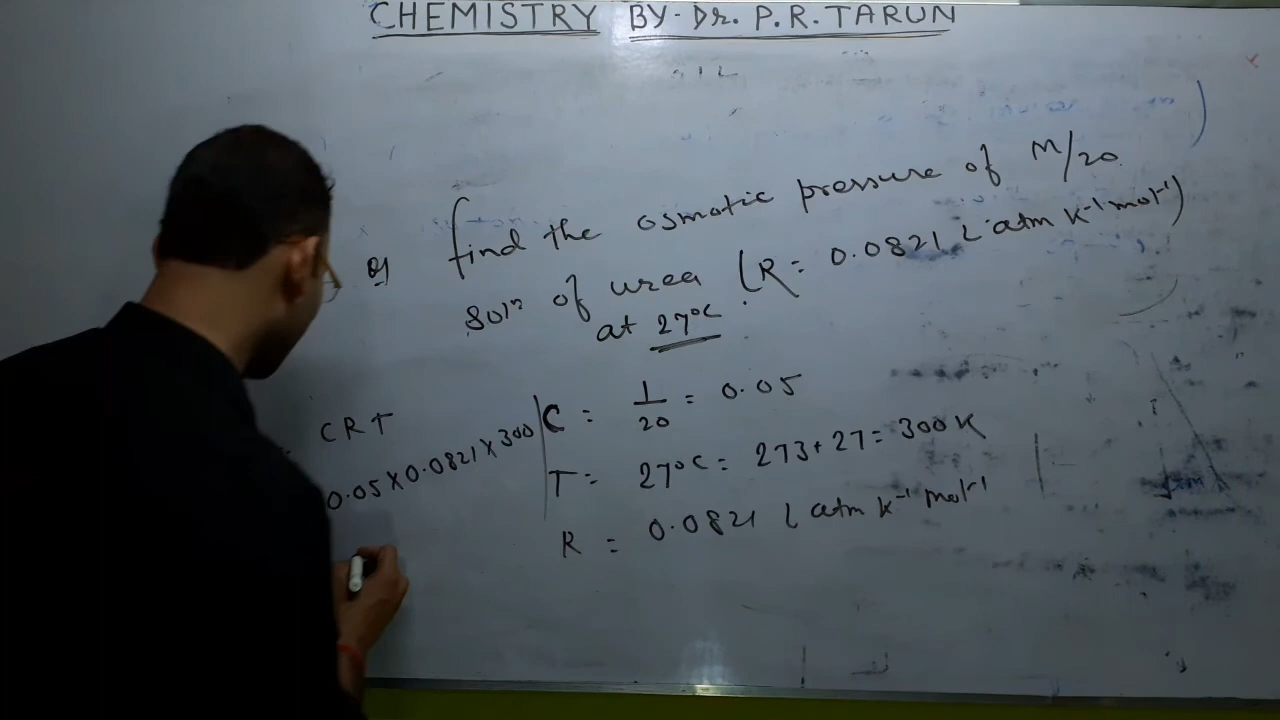 CHEMISTRY BY- Dr. P. R. TARUN
Q find the osmotic pressure of M/20
soln of urea (R= 0.0821 L atm K-1 mol-1)
at 27°C
CRT
0.05 X 0.0821 X 300
C = 1/20 = 0.05
T = 27°C = 273+27 = 300K
R = 0.0821 L atm K-1 mol-1